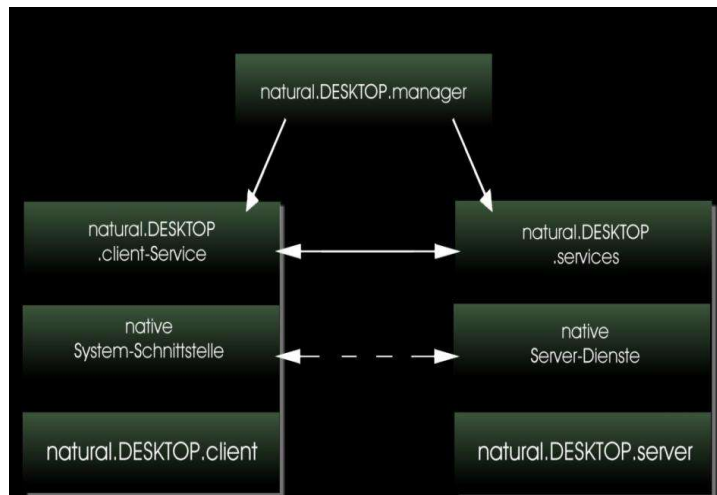 natural.DESKTOP.manager
natural.DESKTOP
.client-Service
natural.DESKTOP
.services
native
System-Schnittstelle
native
Server-Dienste
natural.DESKTOP.client
natural.DESKTOP.server